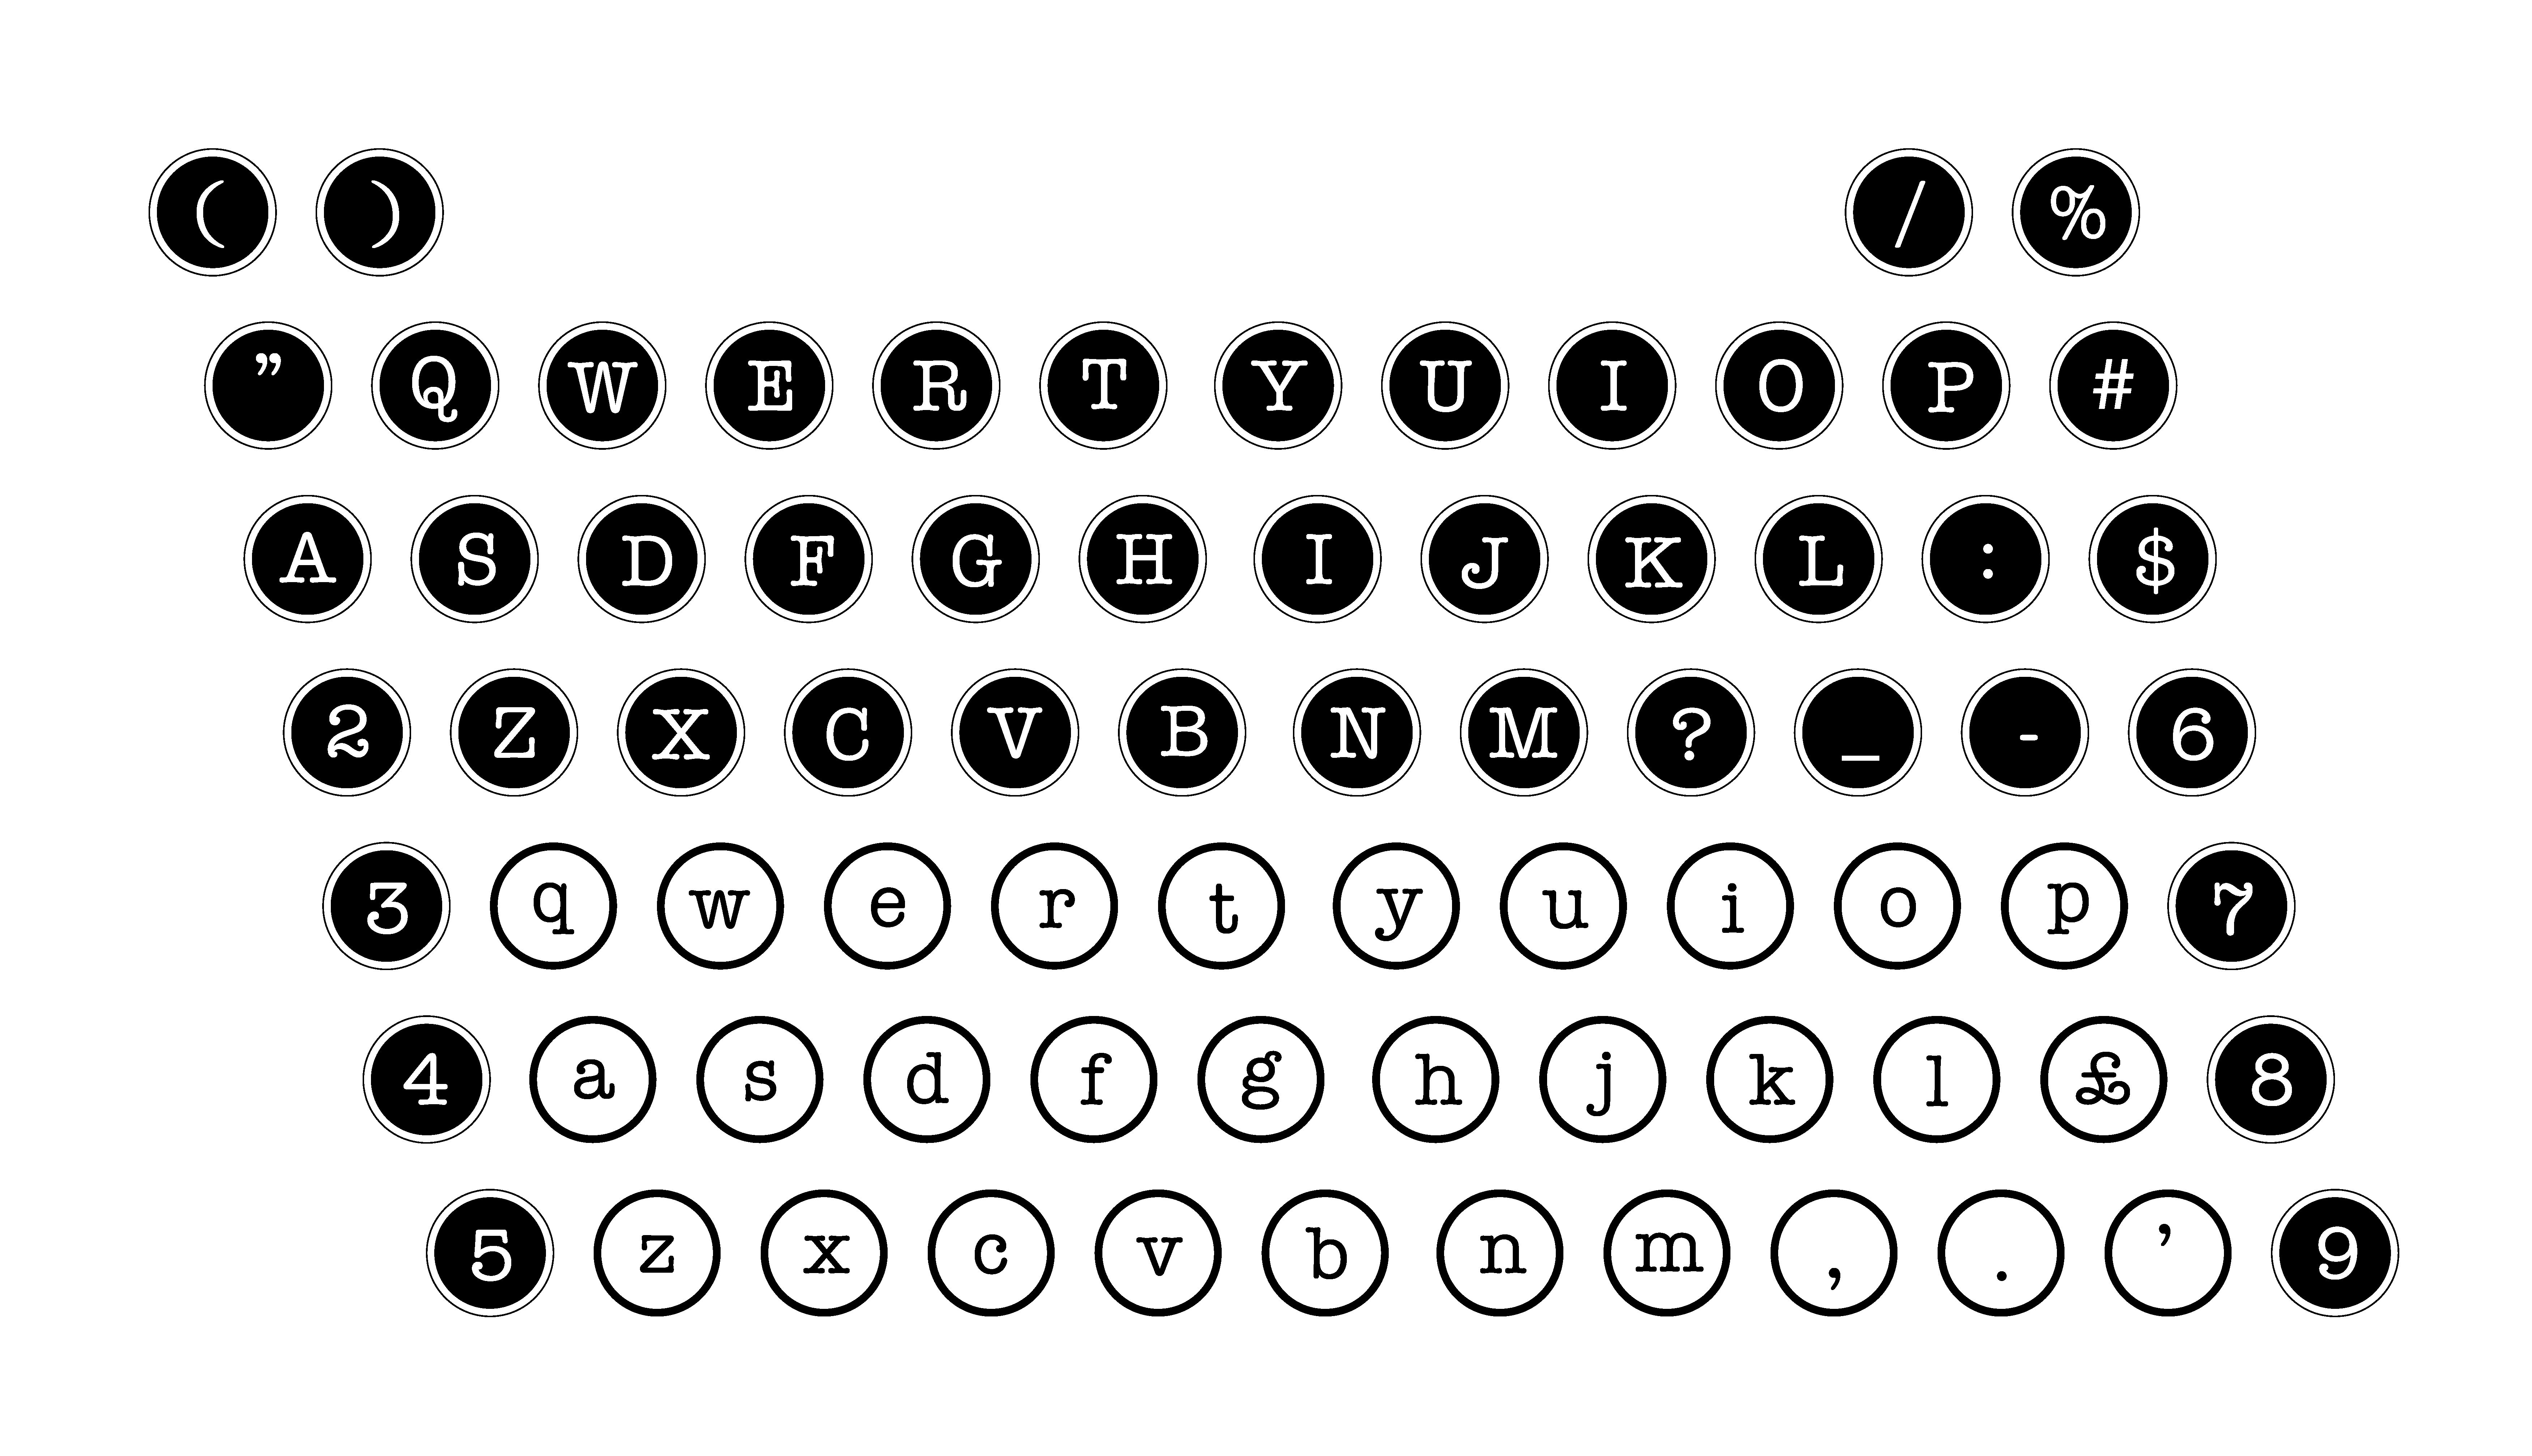 ( ) / %
” Q W E R T Y U I O P #
A S D F G H I J K L : $
2 Z X C V B N M ? _ - 6
3 q w e r t y u i o p 7
4 a s d f g h j k l £ 8
5 z x c v b n m , . ’ 9